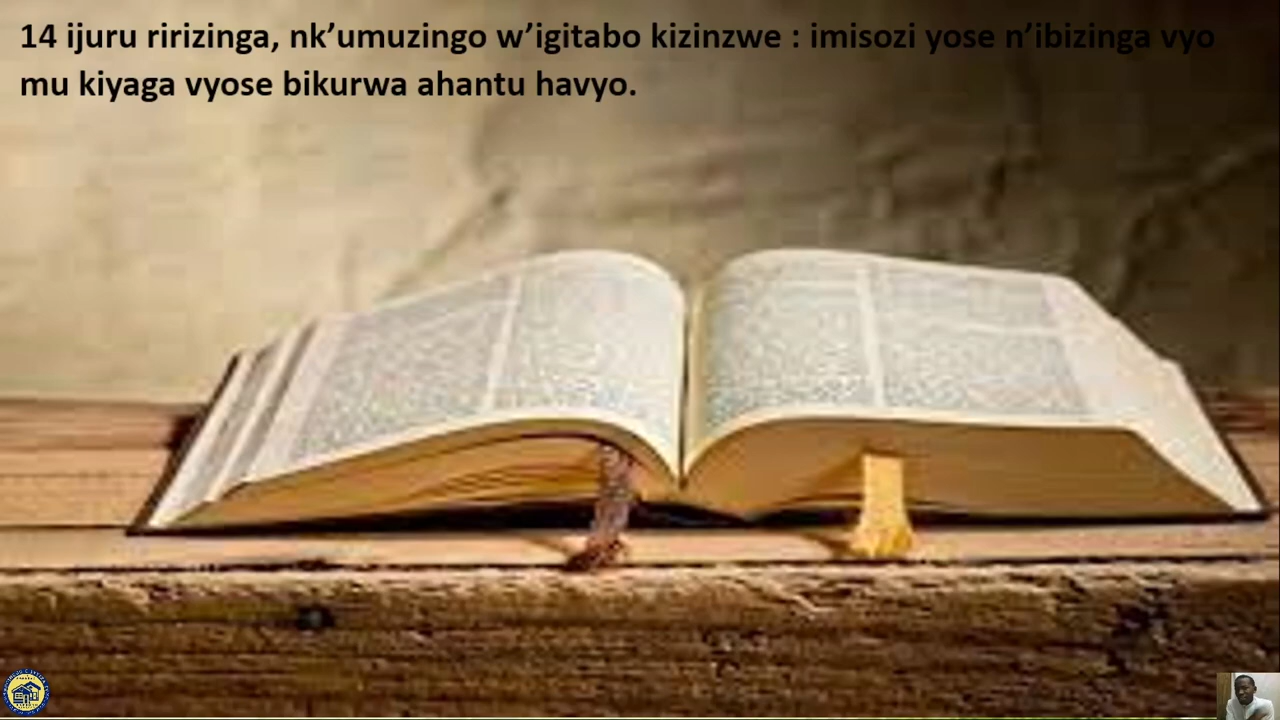 14 ijuru ririzinga, nk’umuzingo w’igitabo kizinzwe : imisozi yose n’ibizinga vyo
mu kiyaga vyose bikurwa ahantu havyo.